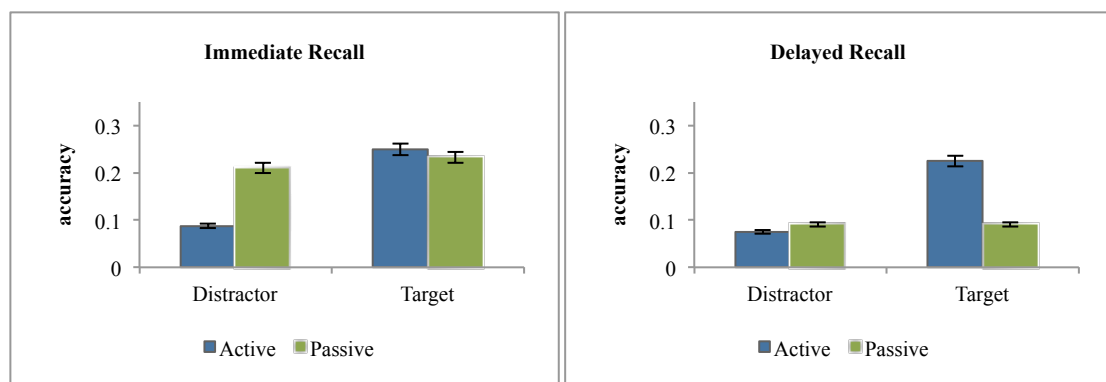 Immediate Recall
accuracy
0.3
0.2
0.1
0
Distractor Target
Active Passive
Delayed Recall
accuracy
0.3
0.2
0.1
0
Distractor Target
Active Passive